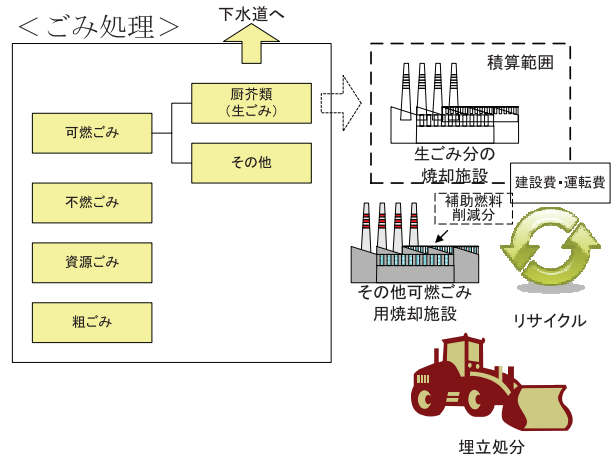 ＜ごみ処理＞
下水道へ
厨芥類
（生ごみ）
可燃ごみ
その他
不燃ごみ
資源ごみ
粗ごみ
積算範囲
生ごみ分の
焼却施設
建設費・運転費
補助燃料
削減分
その他可燃ごみ
用焼却施設
リサイクル
埋立処分